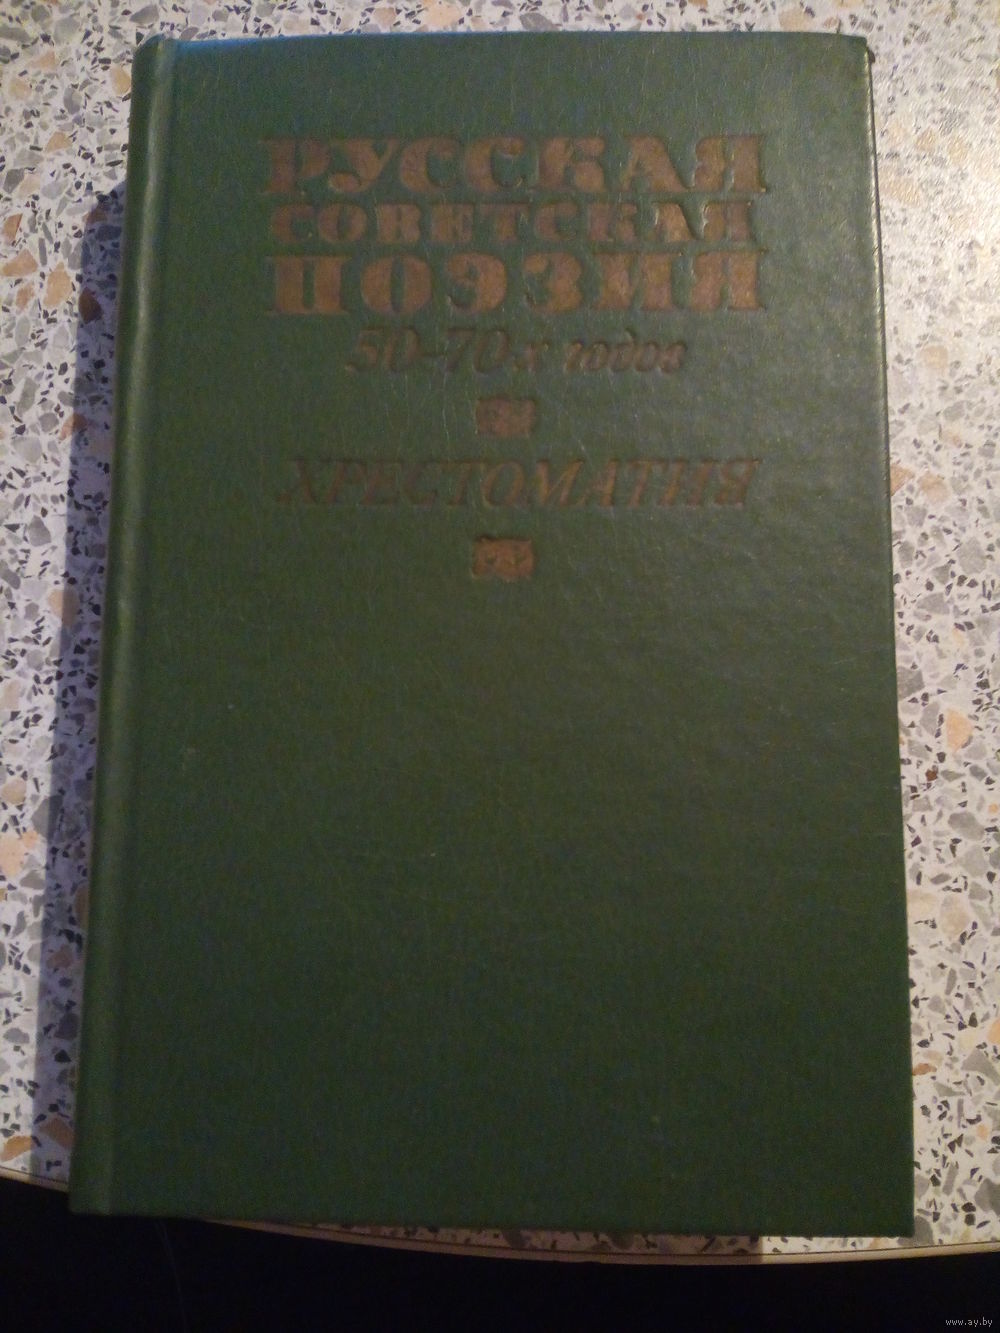 РУССКАЯ
СОВЕТСКАЯ
ПОЭЗИЯ
50-70-х годов
ХРЕСТОМАТИЯ
www.ay.by